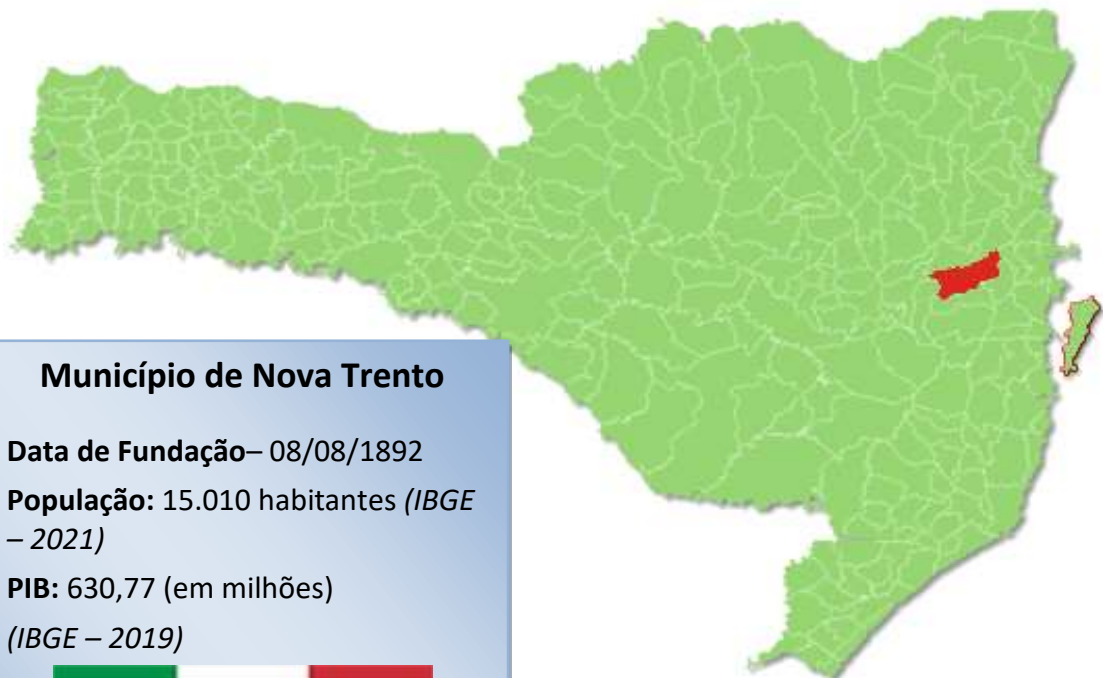 Município de Nova Trento
Data de Fundação– 08/08/1892
População: 15.010 habitantes (IBGE
– 2021)
PIB: 630,77 (em milhões)
(IBGE – 2019)